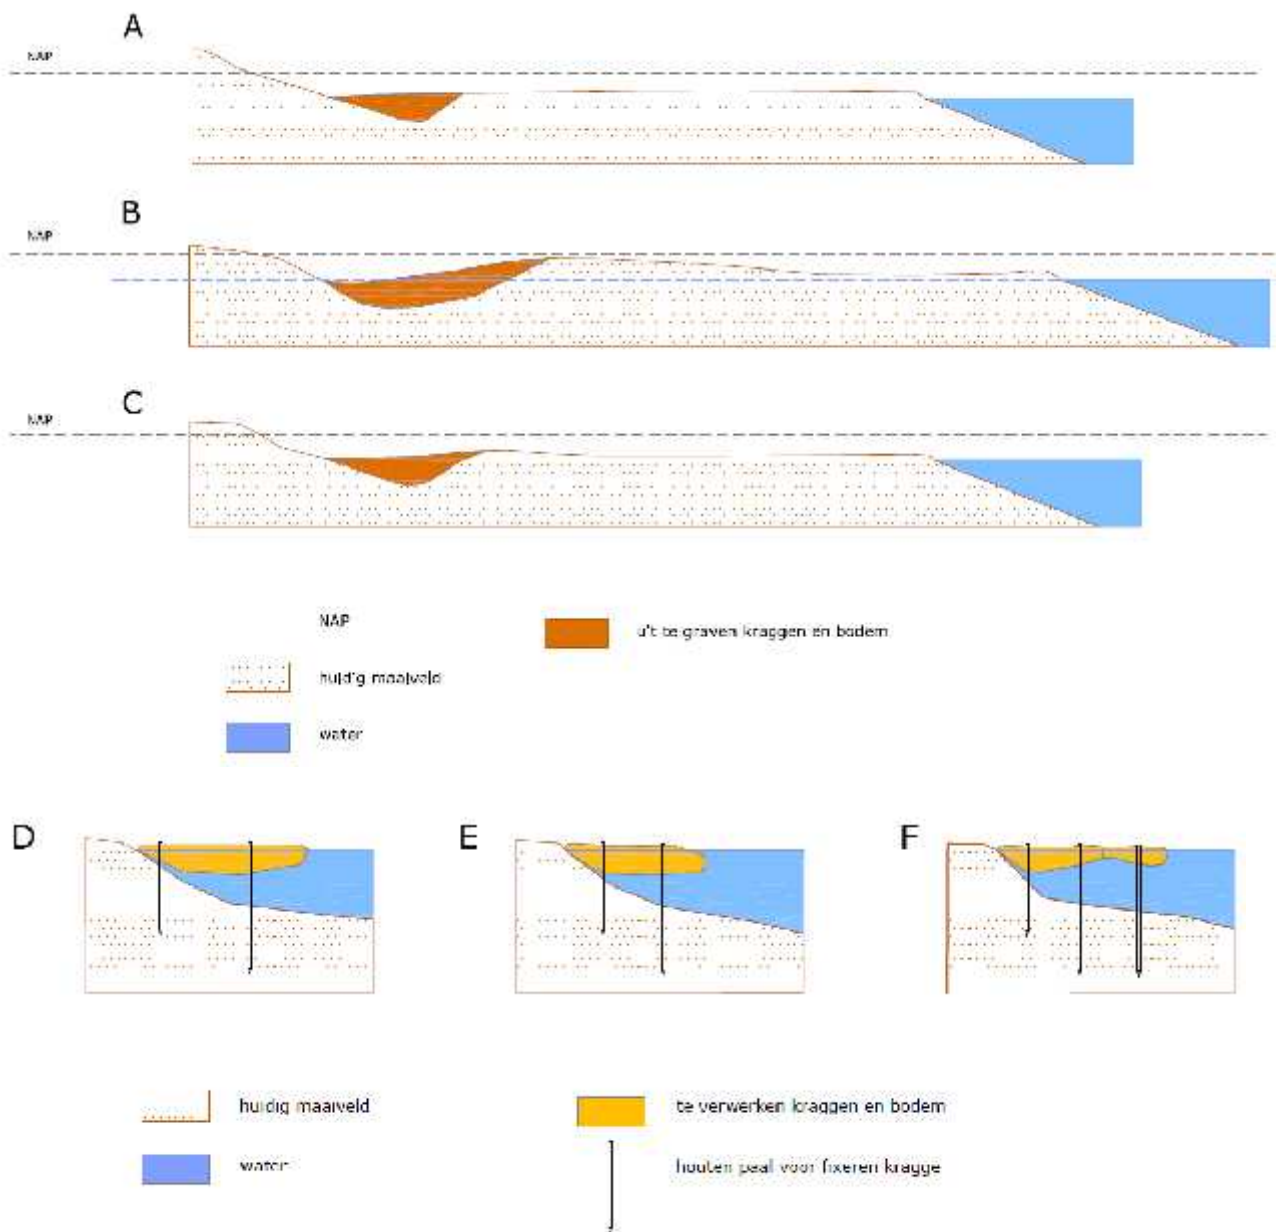 A
NAP
B
NAP
C
NAP
NAP
u't te graven kraggen en bodem
huidig maaiveld
water
D
E
F
huidig maaiveld
te verwerken kraggen en bodem
water
houten paal voor fixeren kragge